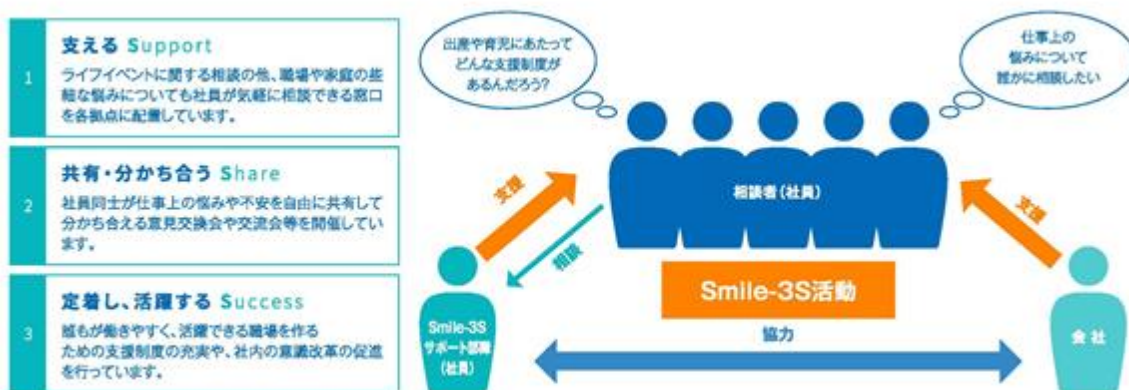 1
支える Support
ライフイベントに関する相談の他、職場や家庭の些
細な悩みについても社員が気軽に相談できる窓口
を各拠点に配置しています。
2
共有・分かち合う Share
社員同士が仕事上の悩みや不安を自由に共有して
分かち合える意見交換会や交流会等を開催してい
ます。
3
定着し、活躍する Success
誰もが働きやすく、活躍できる職場を作る
ための支援制度の充実や、社内の意識改革の促進
を行っています。
出産や育児にあたって
どんな支援制度が
あるんだろう?
仕事上の
悩みについて
誰かに相談したい
相談者(社員)
支援
相談
支援
Smile-3S活動
協力
Smile-3S
サポート
(社員)
会社